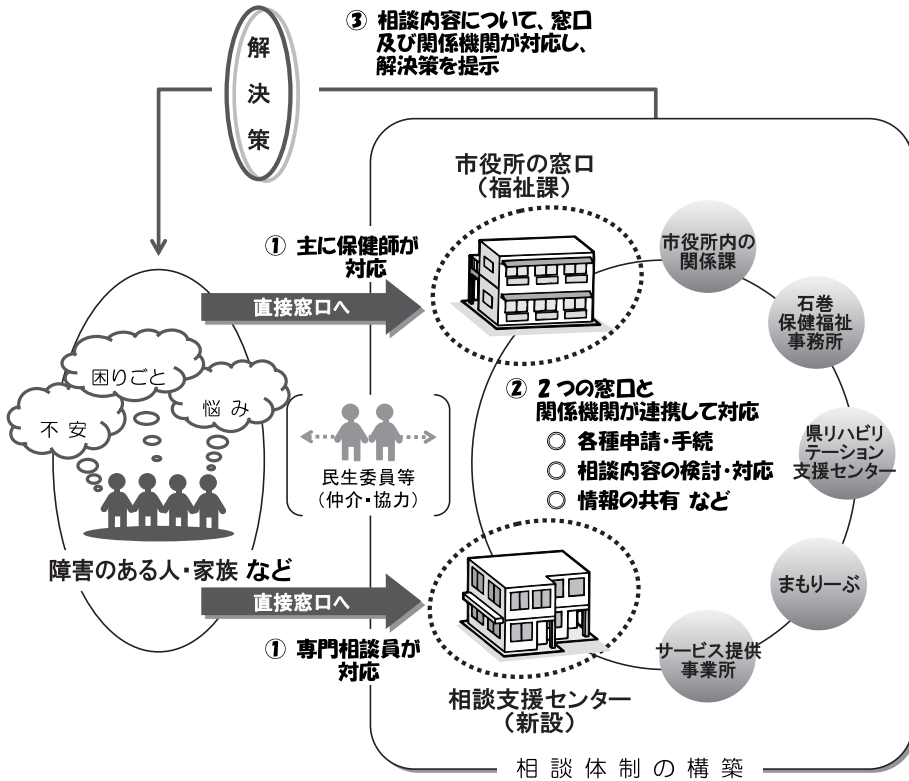 ③ 相談内容について、窓口
及び関係機関が対応し、
解決策を提示
解決策
市役所の窓口
（福祉課）
① 主に保健師が
対応
直接窓口へ
市役所内の
関係課
石巻
保健福祉
事務所
困りごと
不安
悩み
② 2つの窓口と
関係機関が連携して対応
○ 各種申請・手続
○ 相談内容の検討・対応
○ 情報の共有 など
県リハビリ
テーション
支援センター
民生委員等
（仲介・協力）
障害のある人・家族 など
まもりーぶ
直接窓口へ
① 専門相談員が
対応
サービス提供
事業所
相談支援センター
（新設）
相談体制の構築